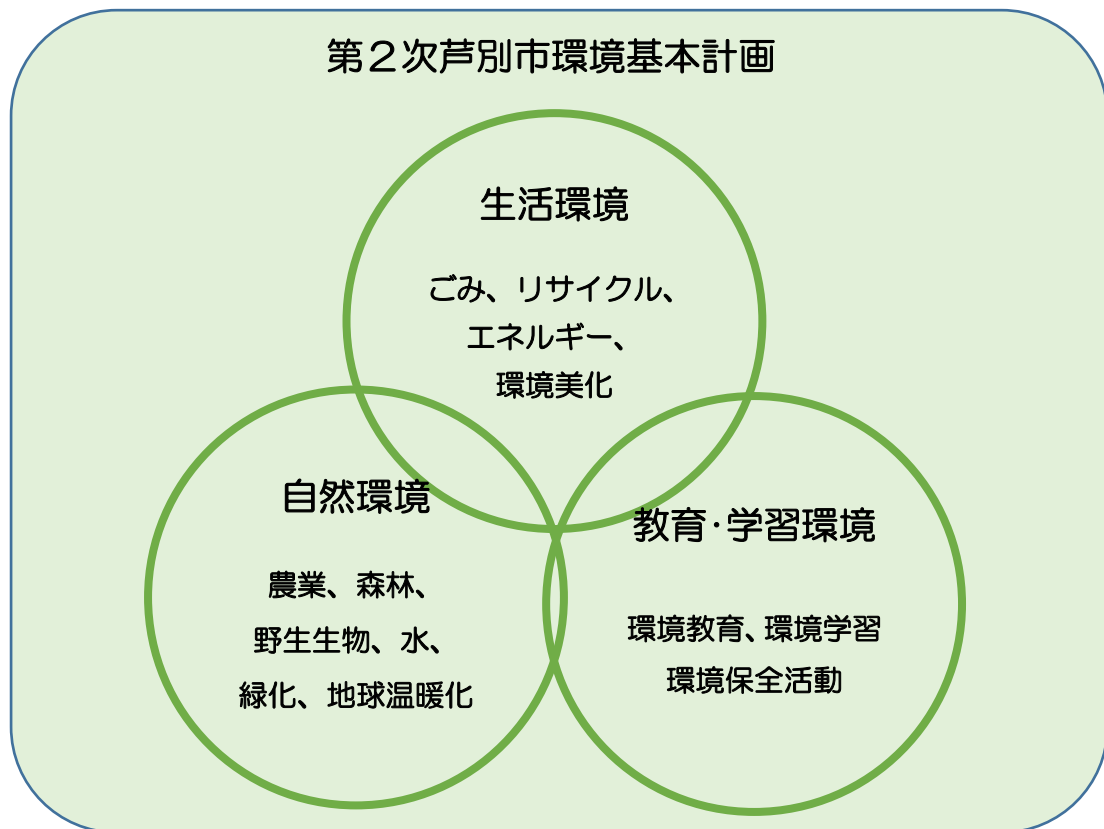 第２次芦別市環境基本計画
生活環境
ごみ、リサイクル、
エネルギー、
環境美化
自然環境
農業、森林、
野生生物、水、
緑化、地球温暖化
教育・学習環境
環境教育、環境学習
環境保全活動